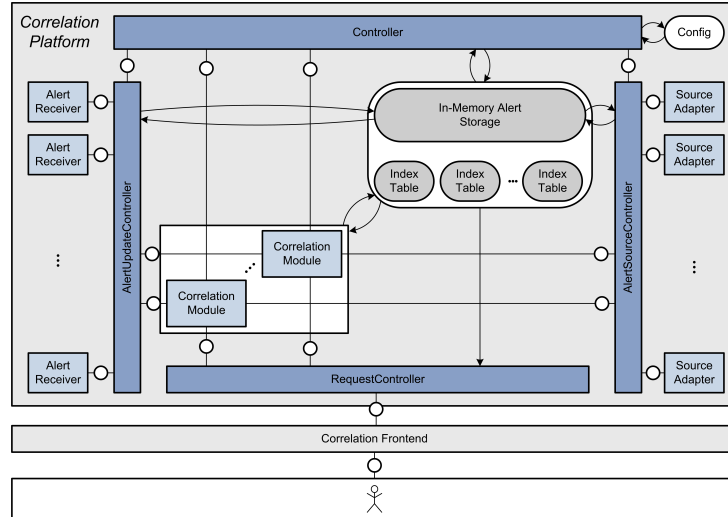 Correlation
Platform
Controller
Config
Alert
Receiver
Alert
Receiver
...
Alert
Receiver
AlertUpdateController
In-Memory Alert
Storage
Index
Table
Index
Table
...
Index
Table
Correlation
Module
...
Correlation
Module
AlertSourceController
Source
Adapter
Source
Adapter
...
Source
Adapter
RequestController
Correlation Frontend